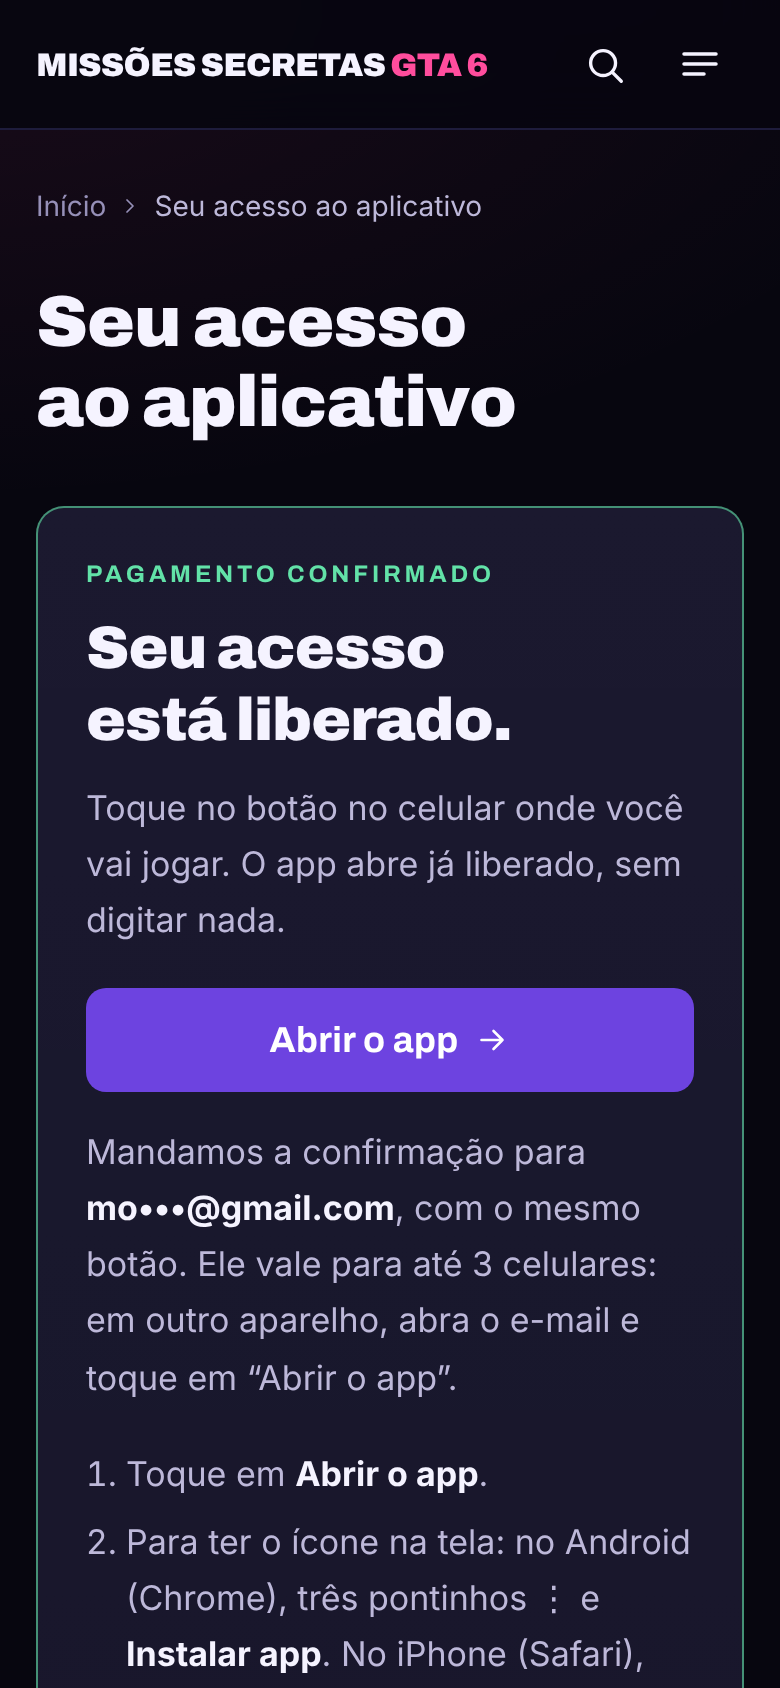 MISSÕES SECRETAS GTA 6
Início > Seu acesso ao aplicativo
Seu acesso
ao aplicativo
PAGAMENTO CONFIRMADO
Seu acesso
está liberado.
Toque no botão no celular onde você
vai jogar. O app abre já liberado, sem
digitar nada.
Abrir o app →
Mandamos a confirmação para
mo•••@gmail.com, com o mesmo
botão. Ele vale para até 3 celulares:
em outro aparelho, abra o e-mail e
toque em “Abrir o app”.
1. Toque em Abrir o app.
2. Para ter o ícone na tela: no Android
(Chrome), três pontinhos ⋮ e
Instalar app. No iPhone (Safari),